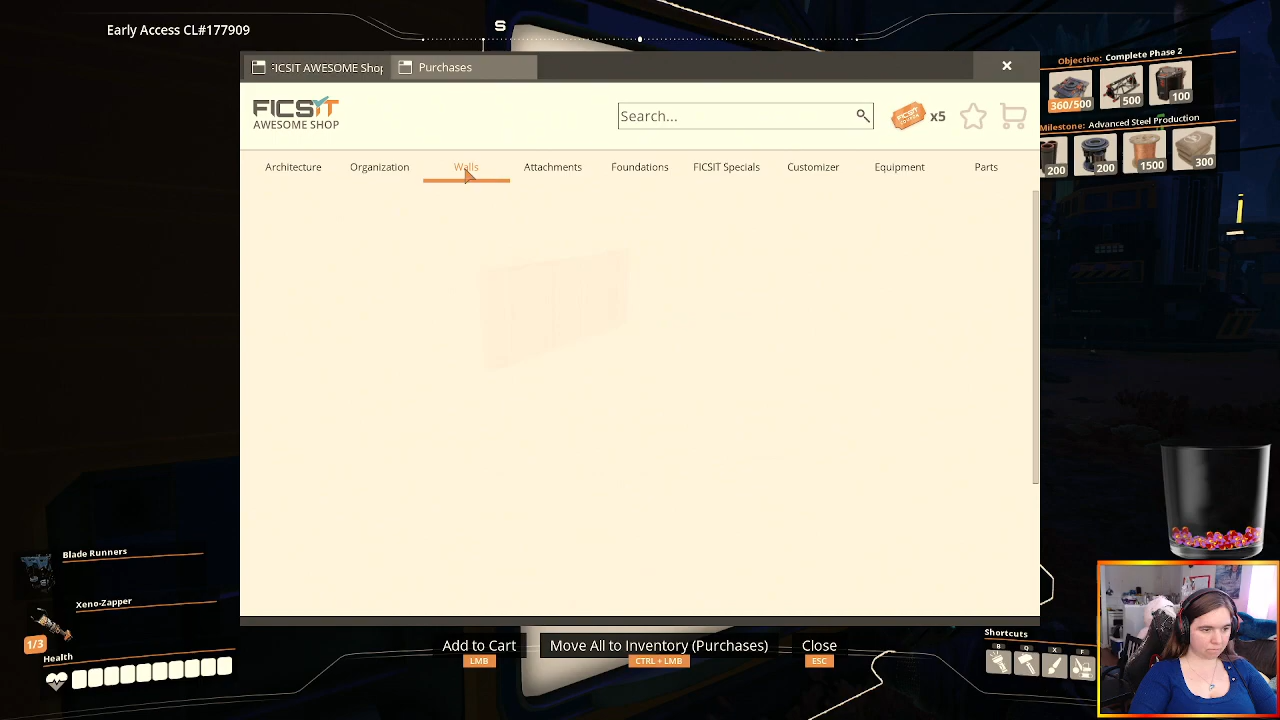 Early Access CL#177909
S
FICSIT AWESOME Shop
Purchases
FICSIT
AWESOME SHOP
Search...
x5
Architecture
Organization
Walls
Attachments
Foundations
FICSIT Specials
Customizer
Equipment
Parts
Objective: Complete Phase 2
360/500
500
100
Milestone: Advanced Steel Production
200
200
1500
300
Blade Runners
Xeno-Zapper
1/3
Health
Add to Cart
LMB
Move All to Inventory (Purchases)
CTRL + LMB
Close
ESC
Shortcuts
B
Q
X
F